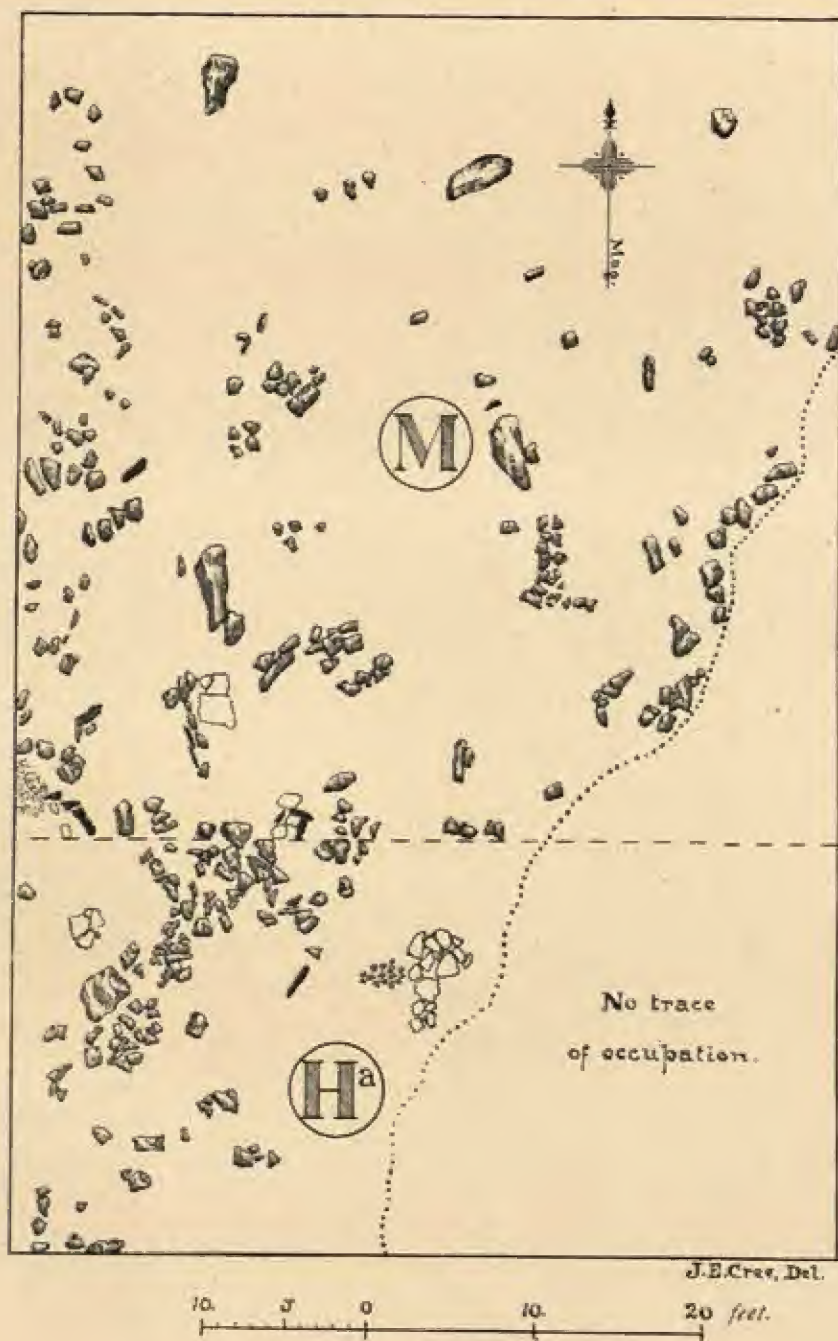 N
Mag.
M
No trace
of occupation.
Ha
J.E.Cree, Del.
10. 5 0 10. 20 feet.